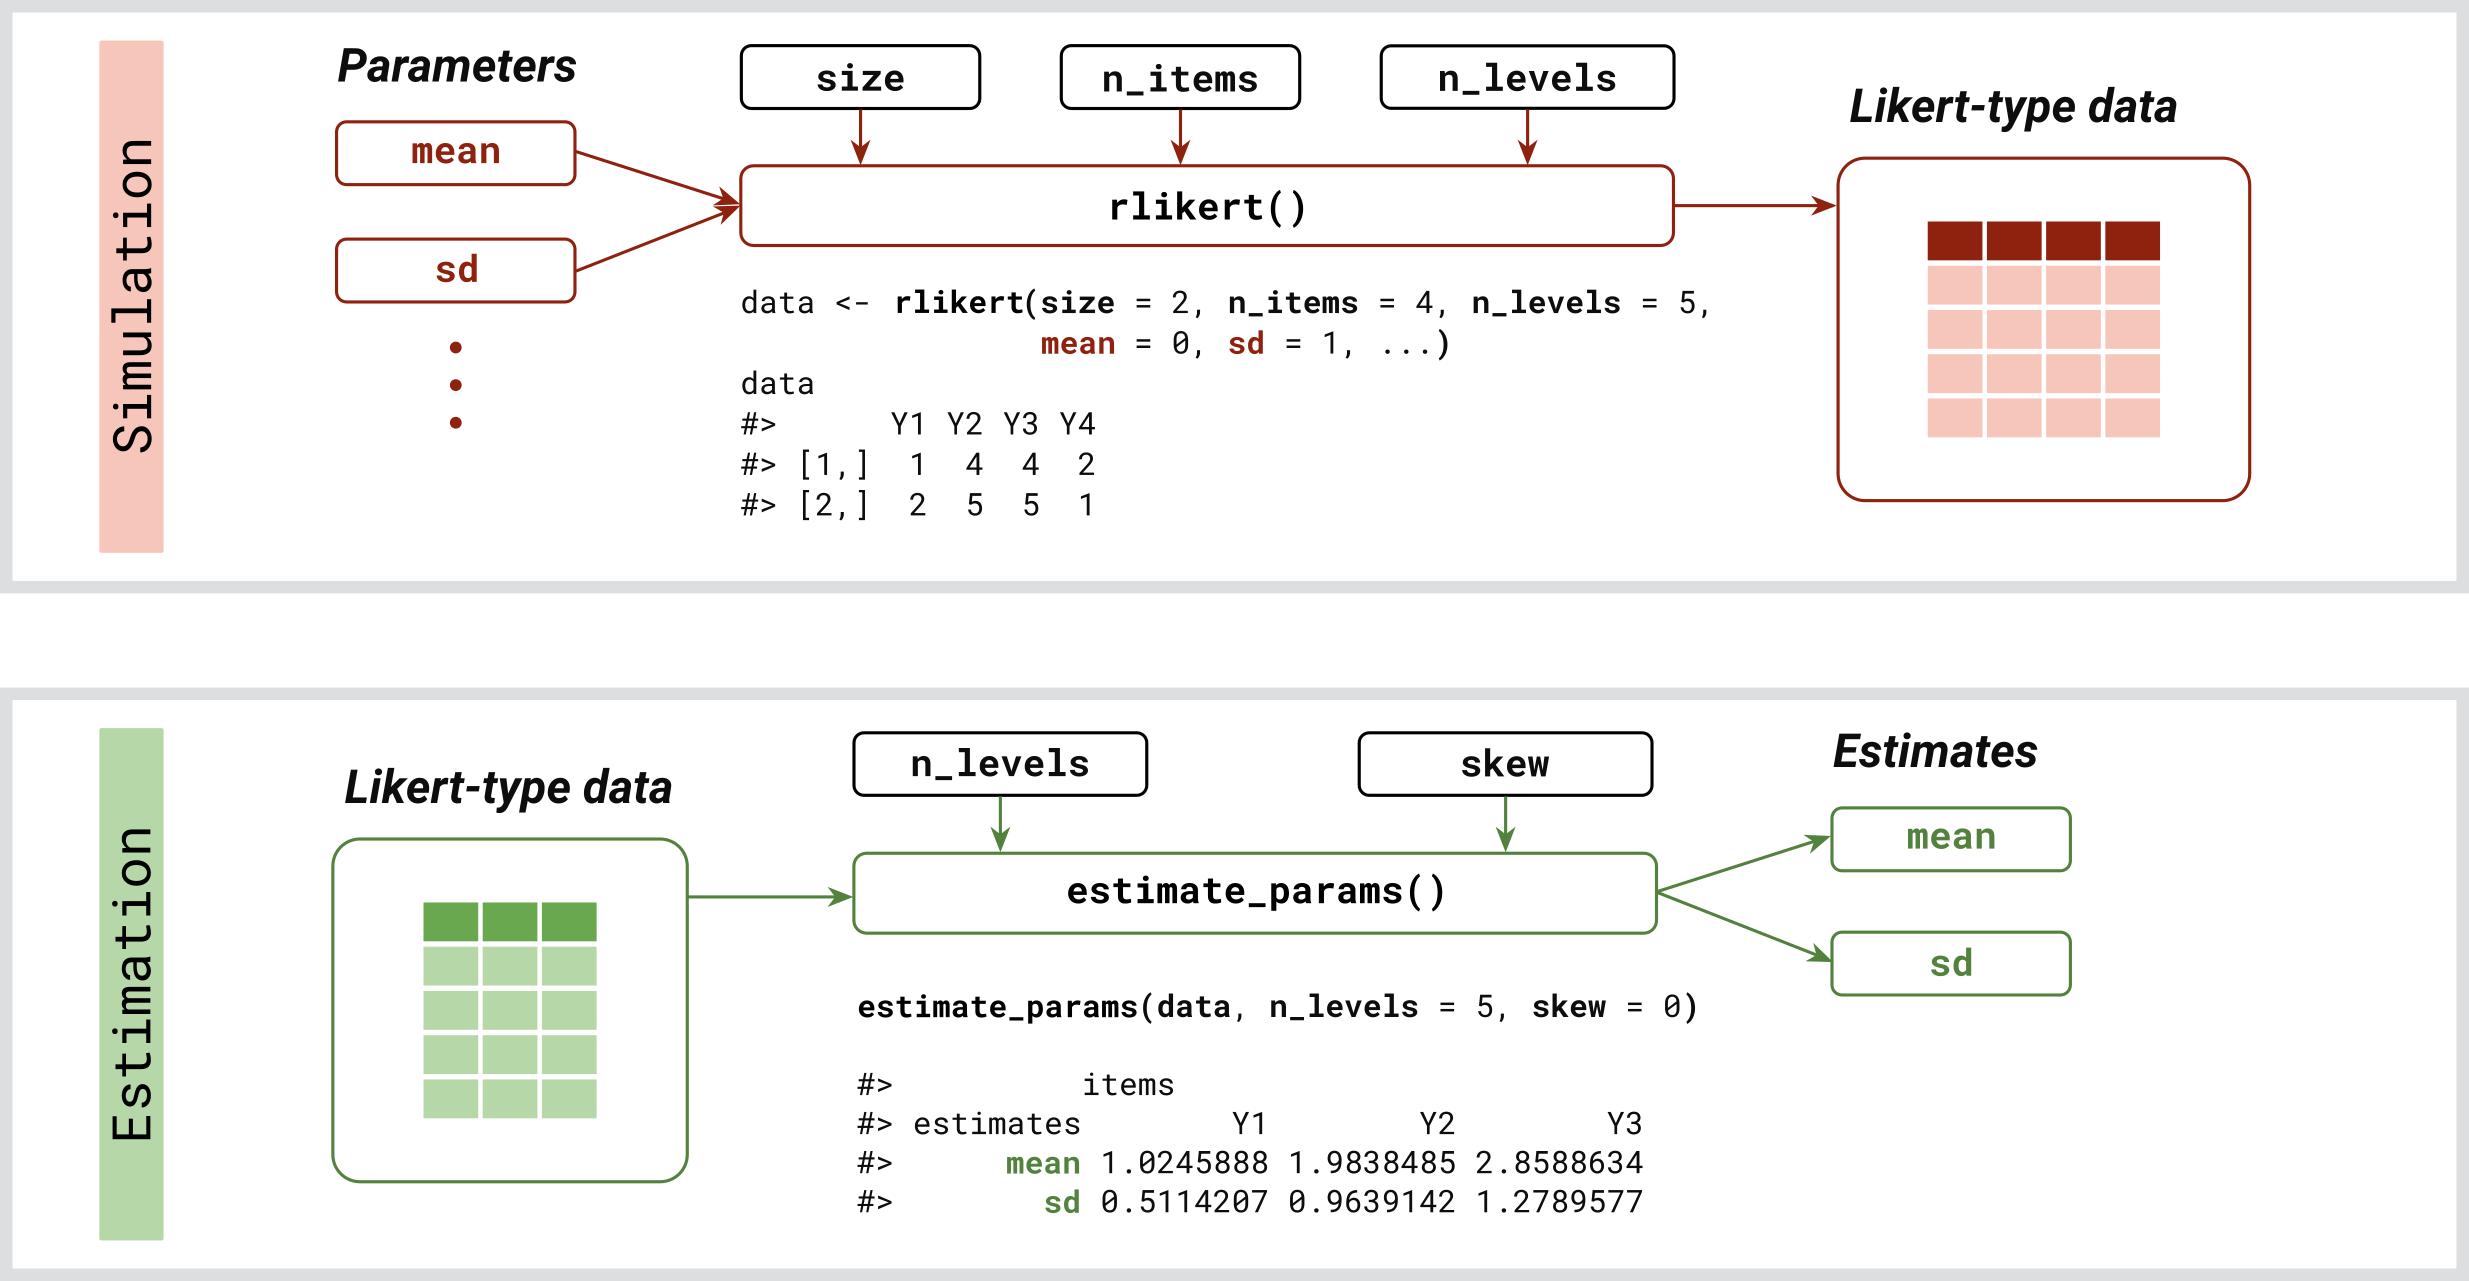 Simulation
Parameters
mean
sd
size
n_items
n_levels
rlikert()
Likert-type data
data <- rlikert(size = 2, n_items = 4, n_levels = 5,
                mean = 0, sd = 1, ...)
data
#>      Y1 Y2 Y3 Y4
#> [1,]  1  4  4  2
#> [2,]  2  5  5  1
Estimation
Likert-type data
n_levels
skew
estimate_params()
Estimates
mean
sd
estimate_params(data, n_levels = 5, skew = 0)
#>          items
#> estimates        Y1        Y2        Y3
#>      mean 1.0245888 1.9838485 2.8588634
#>        sd 0.5114207 0.9639142 1.2789577